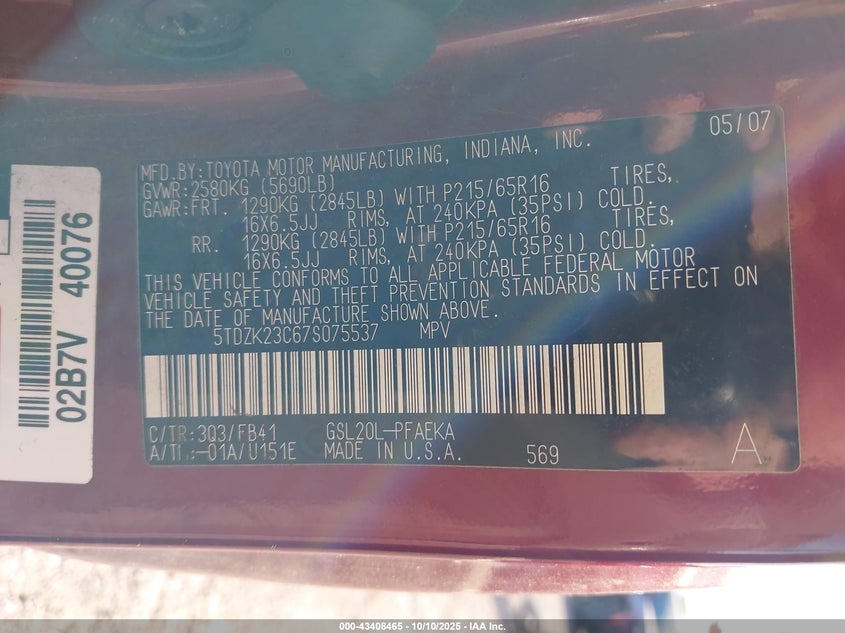 05/07
MFD.BY:TOYOTA MOTOR MANUFACTURING, INDIANA, INC.
GVWR:2580KG (5690LB)
GAWR:FRT. 1290KG (2845LB) WITH P215/65R16 TIRES,
16X6.5JJ RIMS, AT 240KPA (35PSI) COLD.
RR. 1290KG (2845LB) WITH P215/65R16 TIRES,
16X6.5JJ RIMS, AT 240KPA (35PSI) COLD.
THIS VEHICLE CONFORMS TO ALL APPLICABLE FEDERAL MOTOR
VEHICLE SAFETY AND THEFT PREVENTION STANDARDS IN EFFECT ON
THE DATE OF MANUFACTURE SHOWN ABOVE.
5TDZK23C67S075537 MPV
C/TR:3Q3/FB41 GSL20L-PFAEKA
A/TM:-01A/U151E MADE IN U.S.A. 569 A
02B7V 40076
000-43408465 - 10/10/2025 - IAA Inc.